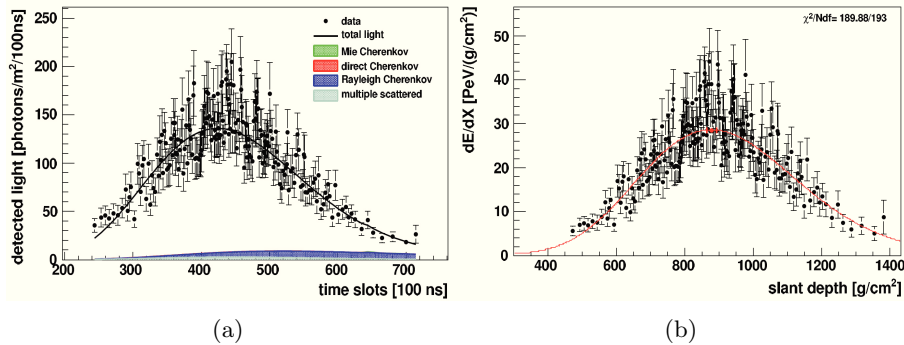 data
total light
Mie Cherenkov
direct Cherenkov
Rayleigh Cherenkov
multiple scattered
detected light [photons/m²/100ns]
250
200
150
100
50
0
200 300 400 500 600 700
time slots [100 ns]
(a)
χ²/Ndf= 189.88/193
dE/dX [PeV/(g/cm²)]
50
40
30
20
10
0
400 600 800 1000 1200 1400
slant depth [g/cm²]
(b)